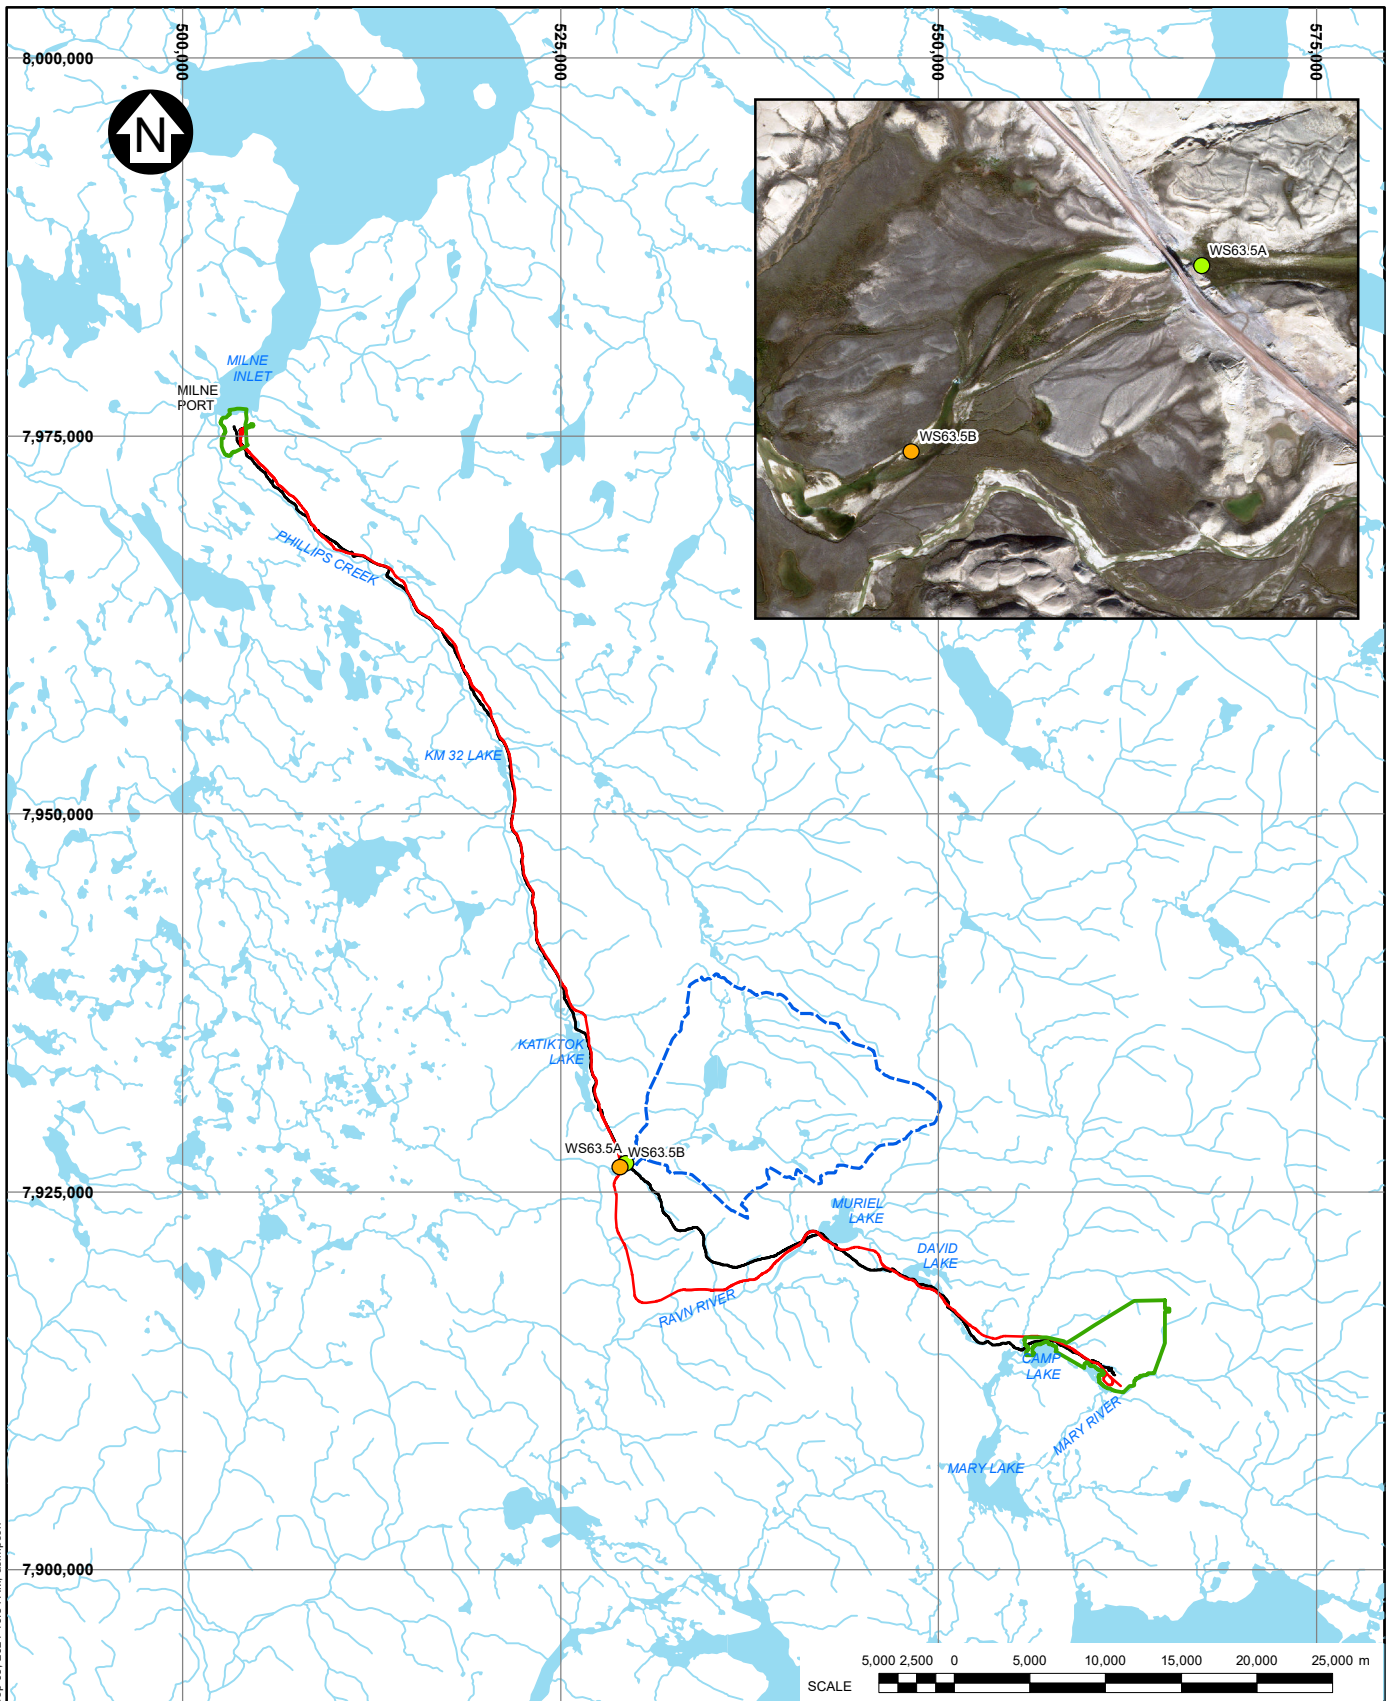 500,000
525,000
550,000
575,000
8,000,000
N
WS63.5A
WS63.5B
MILNE
INLET
MILNE
PORT
7,975,000
PHILLIPS CREEK
KM 32 LAKE
7,950,000
KATIKTOK
LAKE
WS63.5A
WS63.5B
7,925,000
MURIEL
LAKE
DAVID
LAKE
RAVN RIVER
CAMP
LAKE
MARY RIVER
MARY LAKE
7,900,000
5,000 2,500 0 5,000 10,000 15,000 20,000 25,000 m
SCALE